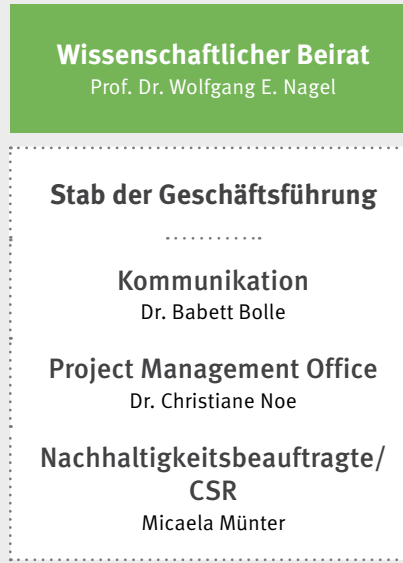 Wissenschaftlicher Beirat
Prof. Dr. Wolfgang E. Nagel
Stab der Geschäftsführung
Kommunikation
Dr. Babett Bolle
Project Management Office
Dr. Christiane Noe
Nachhaltigkeitsbeauftragte/
CSR
Micaela Münter